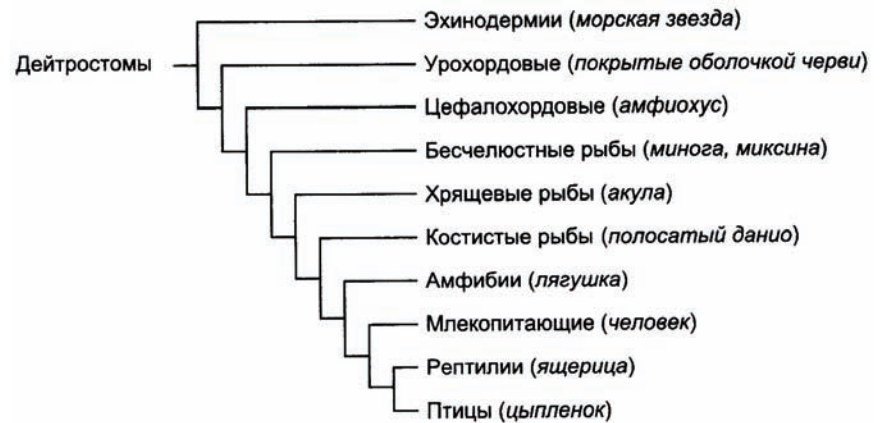 Эхинодермии (морская звезда)
Дейтростомы
Урохордовые (покрытые оболочкой черви)
Цефалохордовые (амфиохус)
Бесчелюстные рыбы (минога, миксина)
Хрящевые рыбы (акула)
Костистые рыбы (полосатый данио)
Амфибии (лягушка)
Млекопитающие (человек)
Рептилии (ящерица)
Птицы (цыпленок)